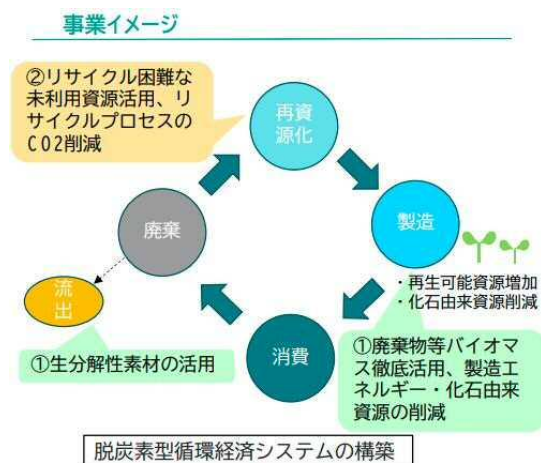 事業イメージ
②リサイクル困難な
未利用資源活用、リ
サイクルプロセスの
CO2削減
再資
源化
製造
・再生可能資源増加
・化石由来資源削減
廃棄
流
出
①生分解性素材の活用
消費
①廃棄物等バイオマ
ス徹底活用、製造エ
ネルギー・化石由来
資源の削減
脱炭素型循環経済システムの構築